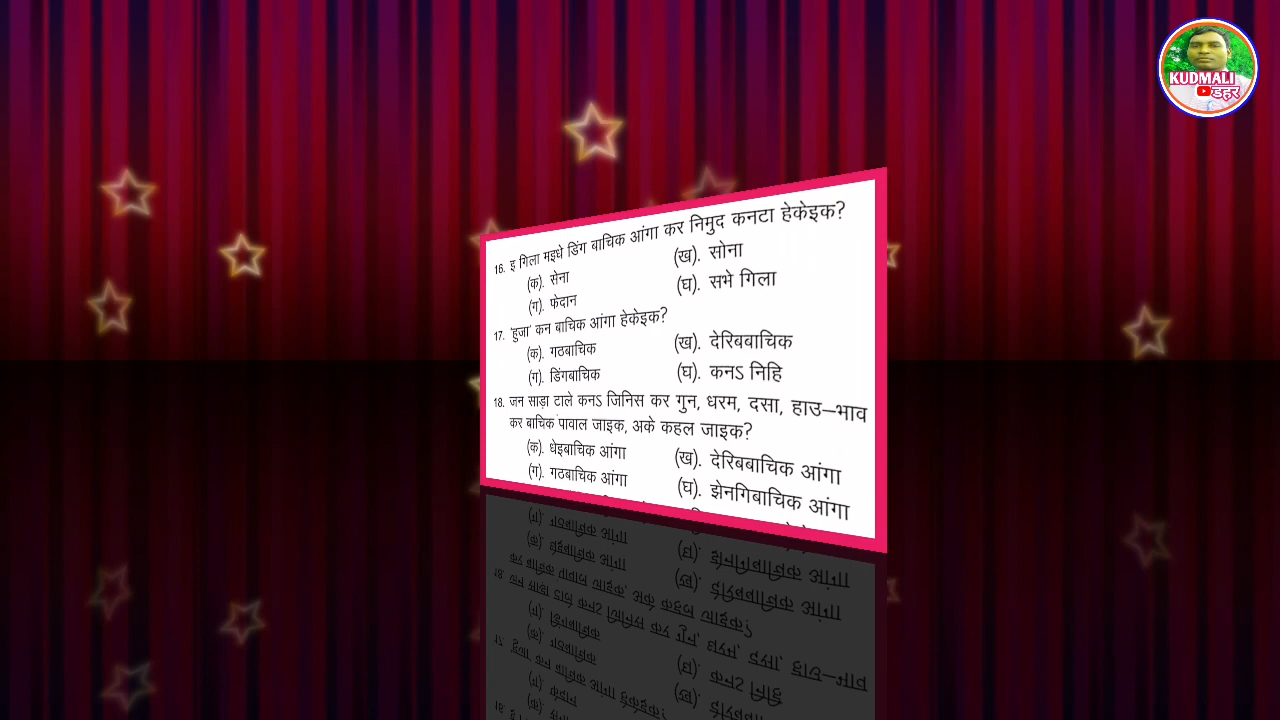 KUDMALI
डहर
16. इ गिला मइधे डिंग बाचिक आंगा कर निमुद कनटा हेकेइक?
(क). सेना (ख). सोना
(ग). फेदान (घ). सभे गिला
17. 'हुजा' कन बाचिक आंगा हेकेइक?
(क). गठबाचिक (ख). देरिबबाचिक
(ग). डिंगबाचिक (घ). कनऽ निहि
18. जन साड़ा टाले कनऽ जिनिस कर गुन, धरम, दसा, हाउ–भाव
कर बाचिक पावाल जाइक, अके कहल जाइक?
(क). धेइबाचिक आंगा (ख). देरिबबाचिक आंगा
(ग). गठबाचिक आंगा (घ). झेनगिबाचिक आंगा